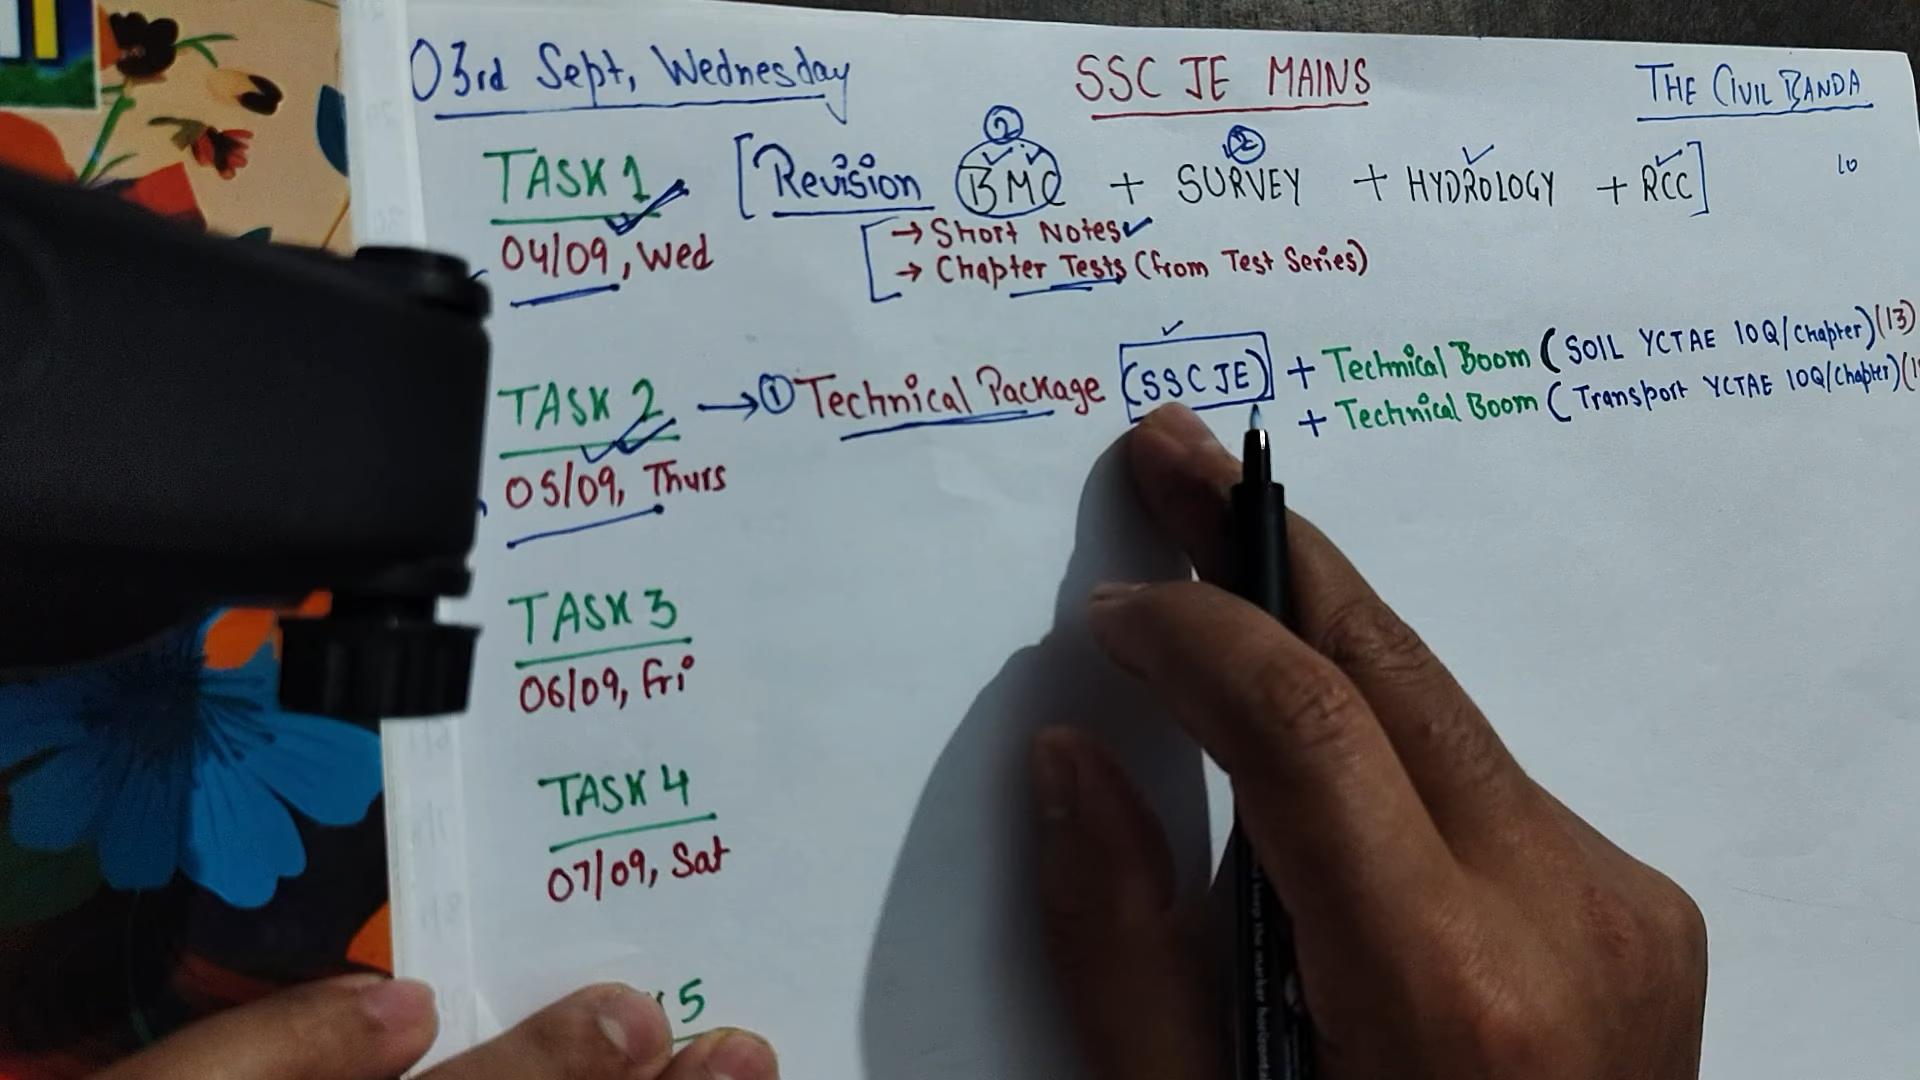 03rd Sept, Wednesday SSC JE MAINS THE CIVIL BANDA
TASK 1 [Revision BMC + SURVEY + HYDROLOGY + RCC] 10
2 2
04/09, Wed → Short Notes
→ Chapter Tests (from Test Series)
TASK 2 → 1 Technical Package (SSC JE) + Technical Boom (SOIL YCTAE 10Q/Chapter) (13)
+ Technical Boom (Transport YCTAE 10Q/Chapter)
05/09, Thurs
TASK 3
06/09, Fri
TASK 4
07/09, Sat
5